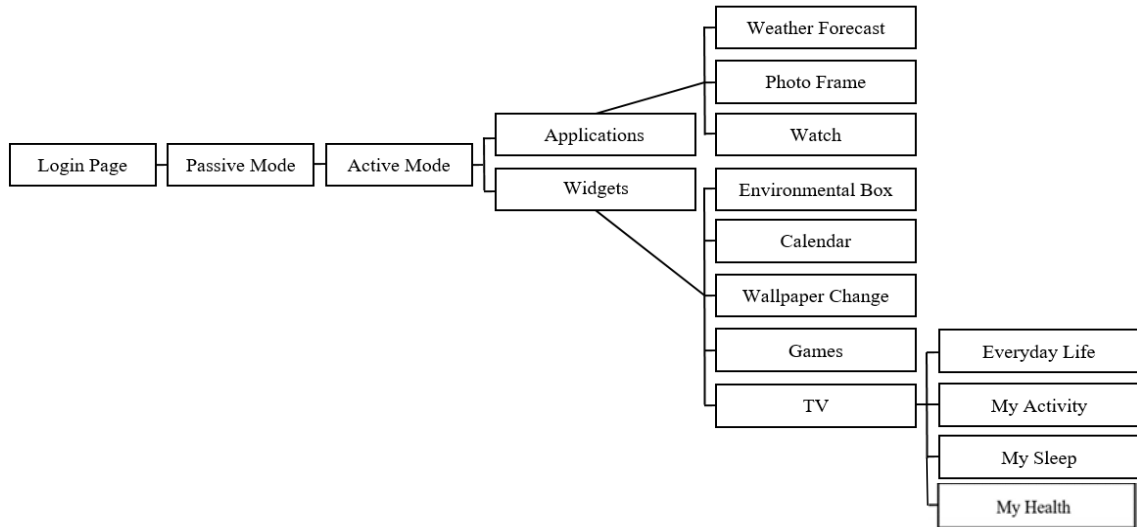 Login Page
Passive Mode
Active Mode
Applications
Widgets
Weather Forecast
Photo Frame
Watch
Environmental Box
Calendar
Wallpaper Change
Games
TV
Everyday Life
My Activity
My Sleep
My Health